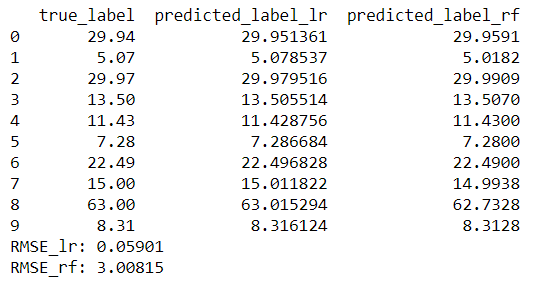 true_label predicted_label_lr predicted_label_rf
0 29.94 29.951361 29.9591
1 5.07 5.078537 5.0182
2 29.97 29.979516 29.9909
3 13.50 13.505514 13.5070
4 11.43 11.428756 11.4300
5 7.28 7.286684 7.2800
6 22.49 22.496828 22.4900
7 15.00 15.011822 14.9938
8 63.00 63.015294 62.7328
9 8.31 8.316124 8.3128
RMSE_lr: 0.05901
RMSE_rf: 3.00815